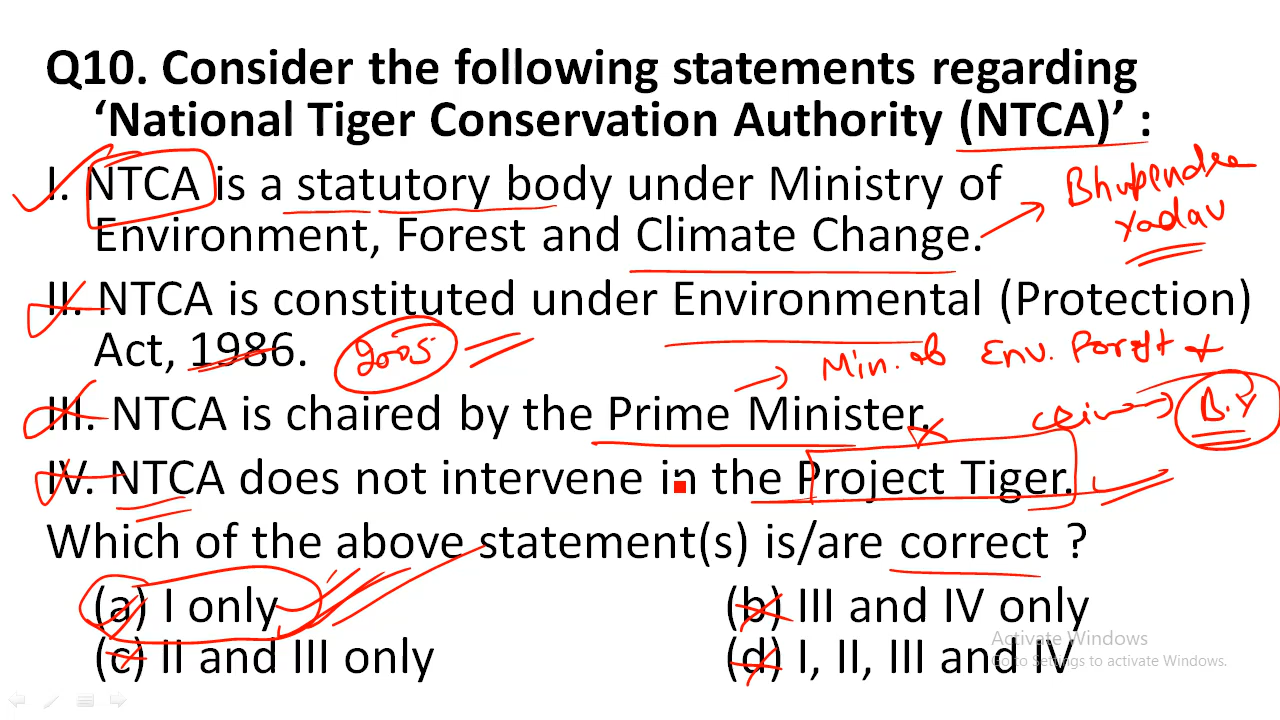 Q10. Consider the following statements regarding
‘National Tiger Conservation Authority (NTCA)’ :
I. NTCA is a statutory body under Ministry of
Environment, Forest and Climate Change.
Bhupendra
Yadav
II. NTCA is constituted under Environmental (Protection)
Act, 1986.
2005
Min. of Env.
III. NTCA is chaired by the Prime Minister.
B.Y
IV. NTCA does not intervene in the Project Tiger.
Which of the above statement(s) is/are correct ?
(a) I only
(b) III and IV only
(c) II and III only
(d) I, II, III and IV
Activate Windows
Go to Settings to activate Windows.